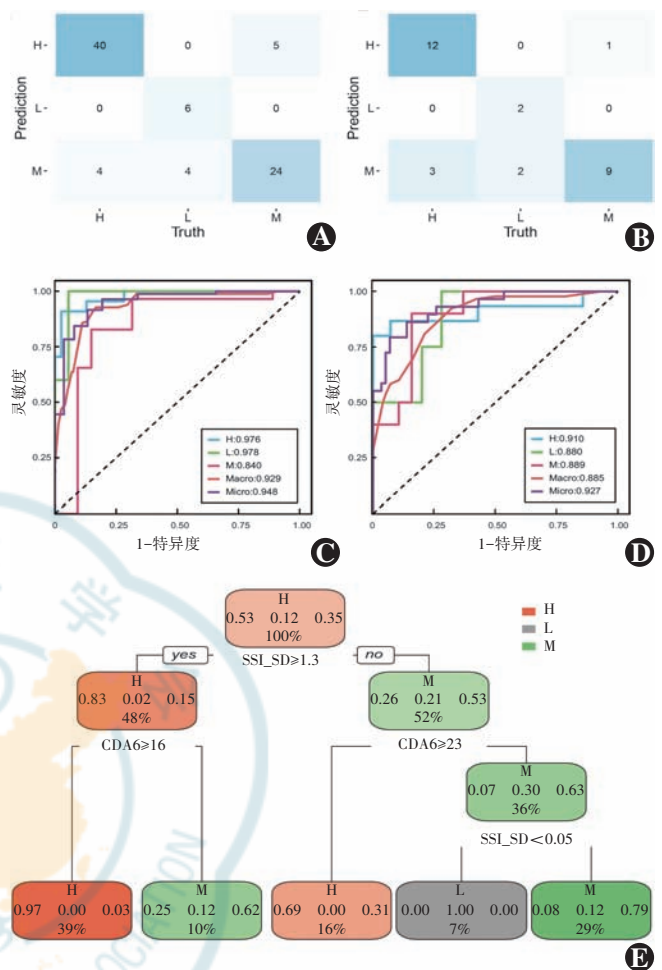 H-
40
0
5
L-
0
6
0
M-
4
4
24
Prediction
H
L
M
Truth
A
H-
12
0
1
L-
0
2
0
M-
3
2
9
Prediction
H
L
M
Truth
B
1.00
0.75
0.50
0.25
灵敏度
H:0.976
L:0.978
M:0.840
Macro:0.929
Micro:0.948
0
0.25
0.50
0.75
1.00
1-特异度
C
1.00
0.75
0.50
0.25
灵敏度
H:0.910
L:0.880
M:0.889
Macro:0.885
Micro:0.927
0
0.25
0.50
0.75
1.00
1-特异度
D
H
0.53 0.12 0.35
100%
H
L
M
yes
SSI_SD≥1.3
no
H
0.83 0.02 0.15
48%
CDA6≥16
M
0.26 0.21 0.53
52%
CDA6≥23
M
0.07 0.30 0.63
36%
SSI_SD<0.05
H
0.97 0.00 0.03
39%
M
0.25 0.12 0.62
10%
H
0.69 0.00 0.31
16%
L
0.00 1.00 0.00
7%
M
0.08 0.12 0.79
29%
E
学
OCIATION